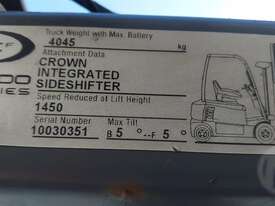 Truck Weight with Max. Battery
4045 kg
Attachment Data
CROWN
INTEGRATED
SIDESHIFTER
Speed Reduced at Lift Height
1450
Serial Number Max Tilt
10030351 B 5 ° --F 5 °